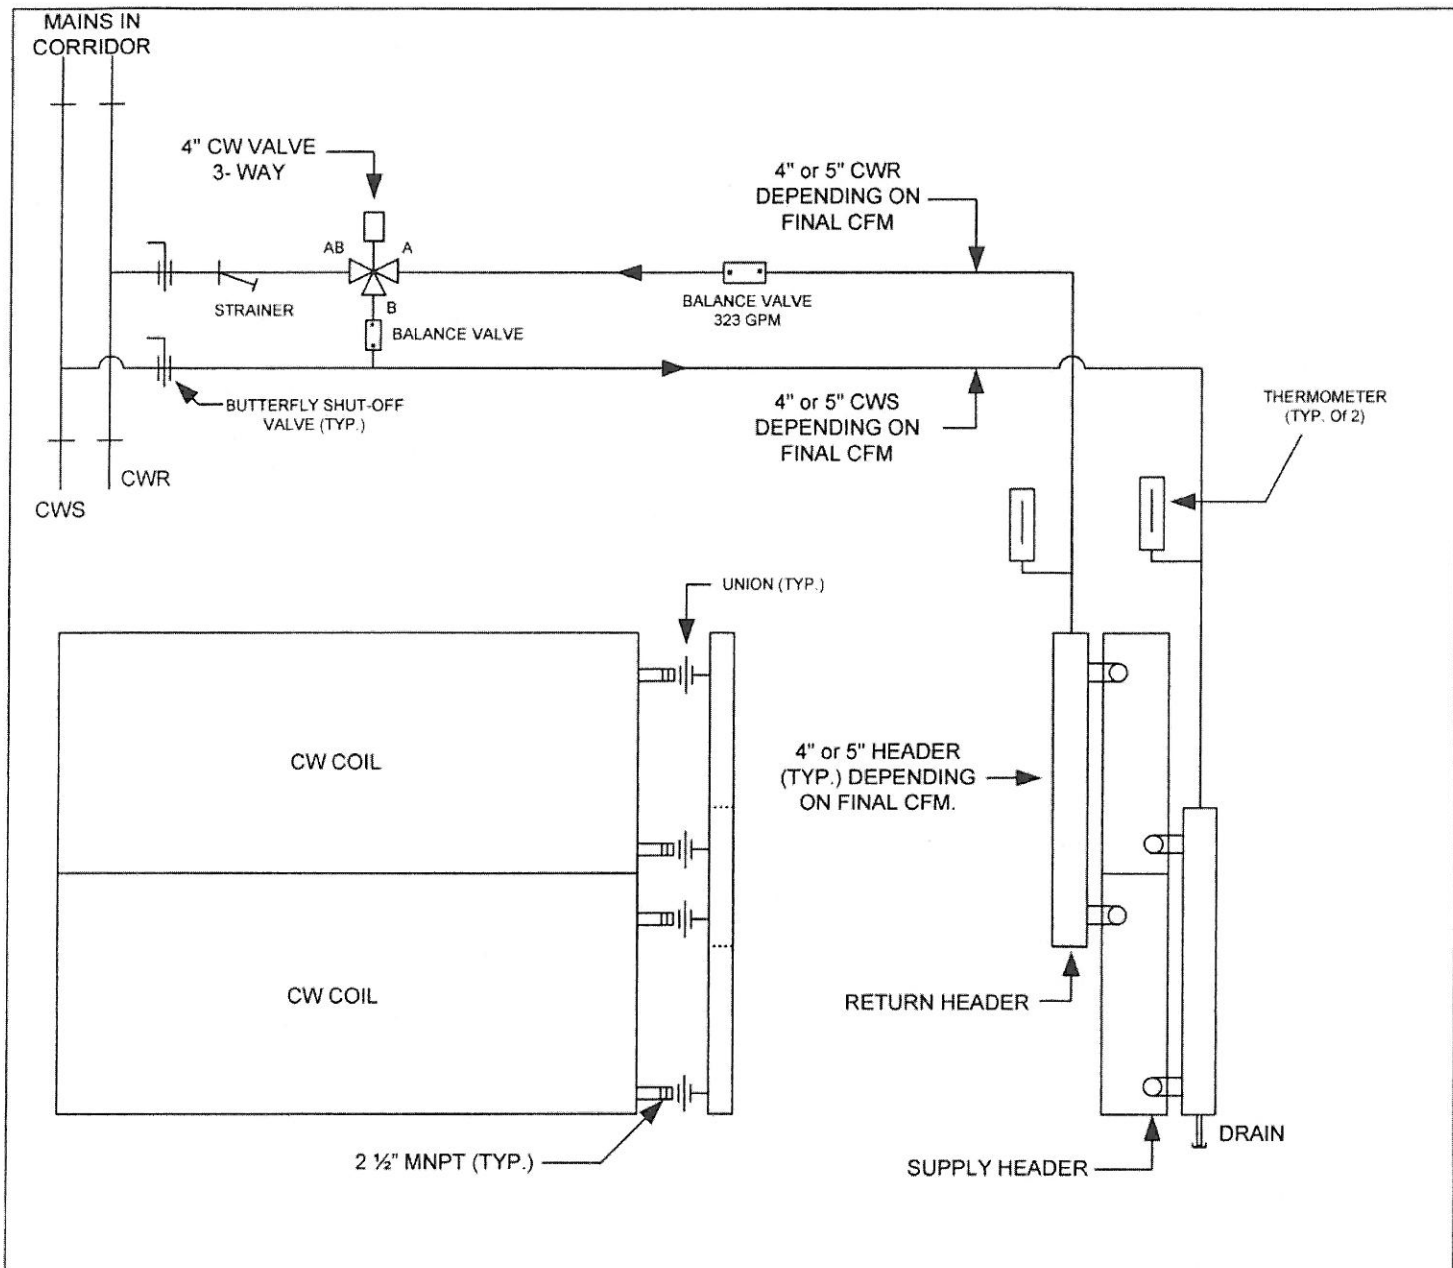 MAINS IN
CORRIDOR
4" CW VALVE
3- WAY
4" or 5" CWR
DEPENDING ON
FINAL CFM
AB
A
B
STRAINER
BALANCE VALVE
BALANCE VALVE
323 GPM
BUTTERFLY SHUT-OFF
VALVE (TYP.)
4" or 5" CWS
DEPENDING ON
FINAL CFM
THERMOMETER
(TYP. Of 2)
CWR
CWS
UNION (TYP.)
CW COIL
4" or 5" HEADER
(TYP.) DEPENDING
ON FINAL CFM.
CW COIL
RETURN HEADER
2 ½" MNPT (TYP.)
DRAIN
SUPPLY HEADER